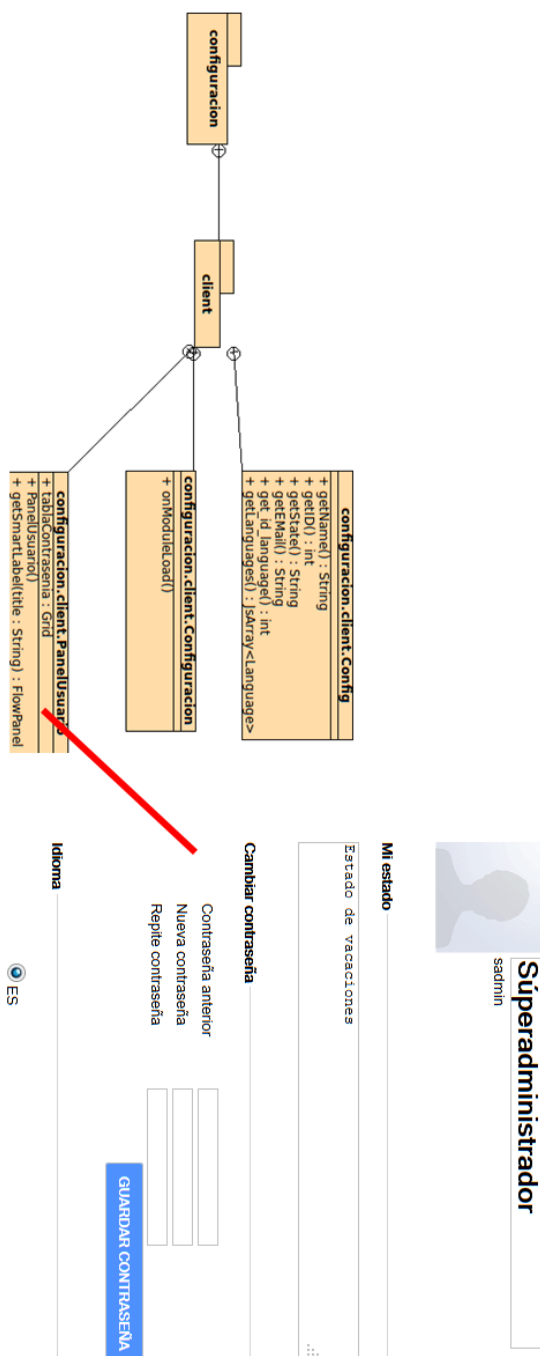 configuracion
client
configuracion.client.Config
+ getName() : String
+ getID() : int
+ getState() : String
+ getEMail() : String
+ get_id_language() : int
+ getLanguages() : JsArray<Language>
configuracion.client.Configuracion
+ onModuleLoad()
configuracion.client.PanelUsuario
+ tablaContrasenia : Grid
+ PanelUsuario()
+ getSmartLabel(title : String) : FlowPanel
Súperadministrador
sadmin
Mi estado
Estado de vacaciones
Cambiar contraseña
Contraseña anterior
Nueva contraseña
Repite contraseña
GUARDAR CONTRASEÑA
Idioma
ES